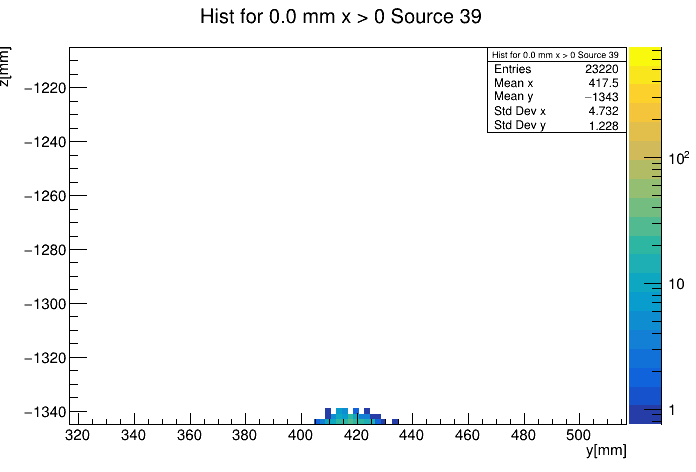 Hist for 0.0 mm x > 0 Source 39
z[mm]
Hist for 0.0 mm x > 0 Source 39
Entries 23220
Mean x 417.5
Mean y −1343
Std Dev x 4.732
Std Dev y 1.228
−1220
−1240
−1260
−1280
−1300
−1320
−1340
10²
10
1
320 340 360 380 400 420 440 460 480 500
y[mm]